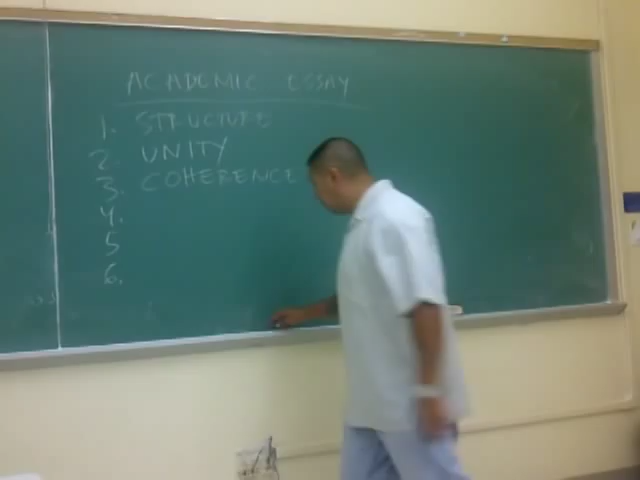 ACADEMIC ESSAY
1. STRUCTURE
2. UNITY
3. COHERENCE
4.
5
6.